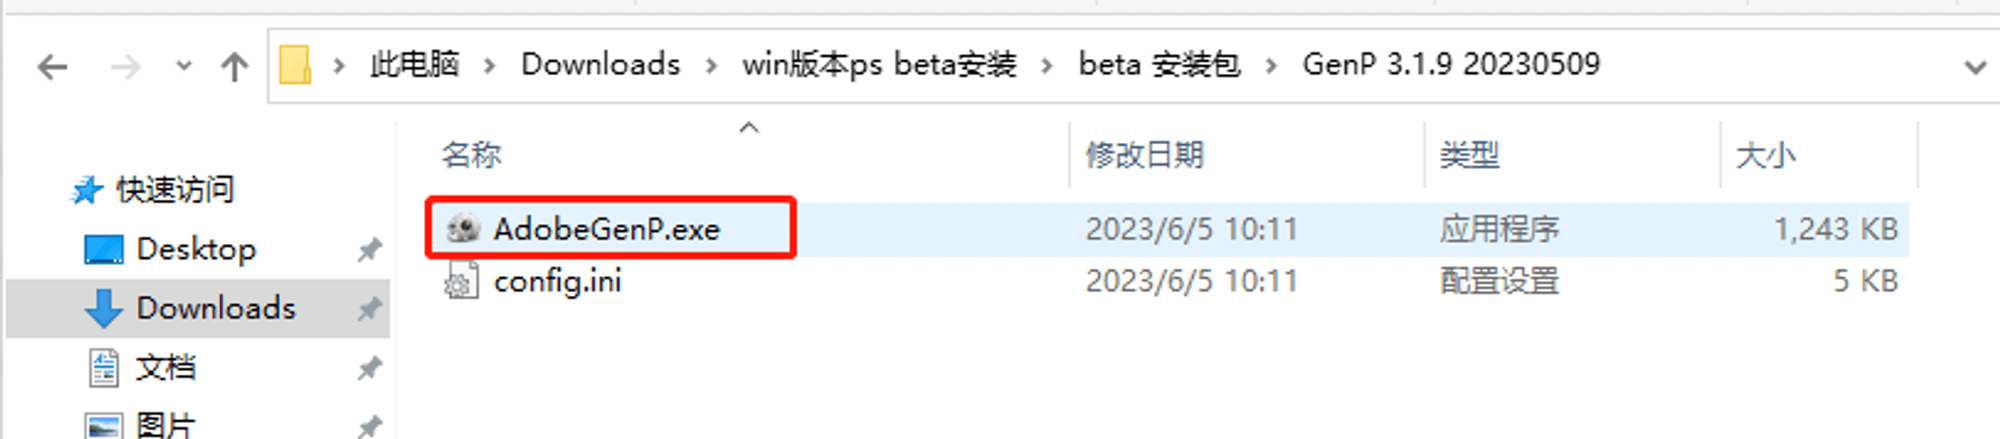 此电脑 Downloads win版本ps beta安装 beta 安装包 GenP 3.1.9 20230509
名称 修改日期 类型 大小
快速访问
AdobeGenP.exe 2023/6/5 10:11 应用程序 1,243 KB
Desktop
config.ini 2023/6/5 10:11 配置设置 5 KB
Downloads
文档
图片